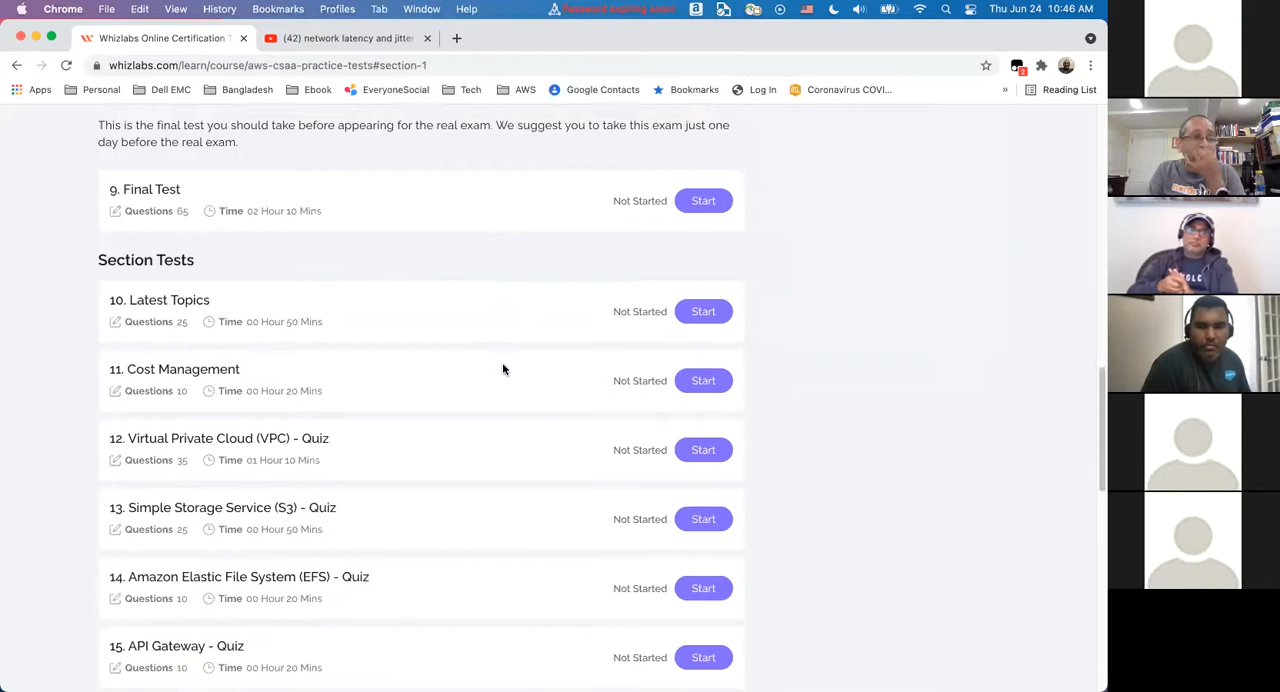 Chrome File Edit View History Bookmarks Profiles Tab Window Help Password expiring soon! Thu Jun 24 10:46 AM
Whizlabs Online Certification T
(42) network latency and jitter
whizlabs.com/learn/course/aws-csaa-practice-tests#section-1
2
Apps Personal Dell EMC Bangladesh Ebook EveryoneSocial Tech AWS Google Contacts Bookmarks Log In Coronavirus COVI... » Reading List
This is the final test you should take before appearing for the real exam. We suggest you to take this exam just one
day before the real exam.
9. Final Test
Not Started Start
Questions 65 Time 02 Hour 10 Mins
Section Tests
10. Latest Topics
Not Started Start
Questions 25 Time 00 Hour 50 Mins
11. Cost Management
Not Started Start
Questions 10 Time 00 Hour 20 Mins
12. Virtual Private Cloud (VPC) - Quiz
Not Started Start
Questions 35 Time 01 Hour 10 Mins
13. Simple Storage Service (S3) - Quiz
Not Started Start
Questions 25 Time 00 Hour 50 Mins
14. Amazon Elastic File System (EFS) - Quiz
Not Started Start
Questions 10 Time 00 Hour 20 Mins
15. API Gateway - Quiz
Not Started Start
Questions 10 Time 00 Hour 20 Mins